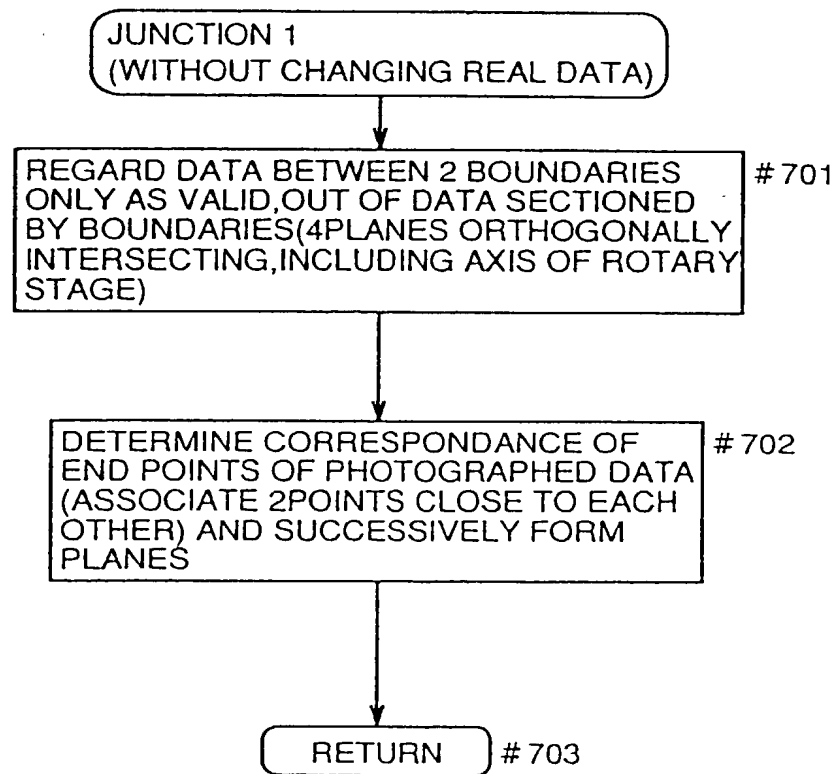 JUNCTION 1
(WITHOUT CHANGING REAL DATA)
REGARD DATA BETWEEN 2 BOUNDARIES
ONLY AS VALID,OUT OF DATA SECTIONED
BY BOUNDARIES(4PLANES ORTHOGONALLY
INTERSECTING,INCLUDING AXIS OF ROTARY
STAGE)
#701
DETERMINE CORRESPONDANCE OF
END POINTS OF PHOTOGRAPHED DATA
(ASSOCIATE 2POINTS CLOSE TO EACH
OTHER) AND SUCCESSIVELY FORM
PLANES
#702
RETURN
#703